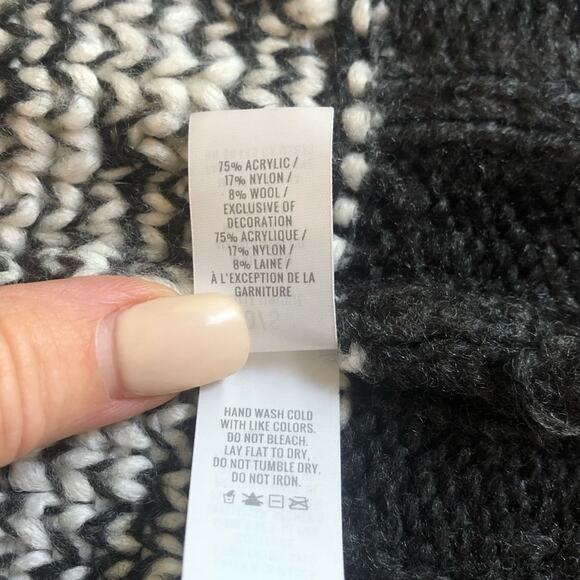 75% ACRYLIC /
17% NYLON /
8% WOOL /
EXCLUSIVE OF
DECORATION
75% ACRYLIQUE /
17% NYLON /
8% LAINE /
À L'EXCEPTION DE LA
GARNITURE
HAND WASH COLD
WITH LIKE COLORS.
DO NOT BLEACH.
LAY FLAT TO DRY,
DO NOT TUMBLE DRY.
DO NOT IRON.